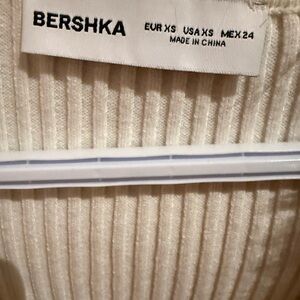 BERSHKA
EUR XS USA XS MEX 24
MADE IN CHINA